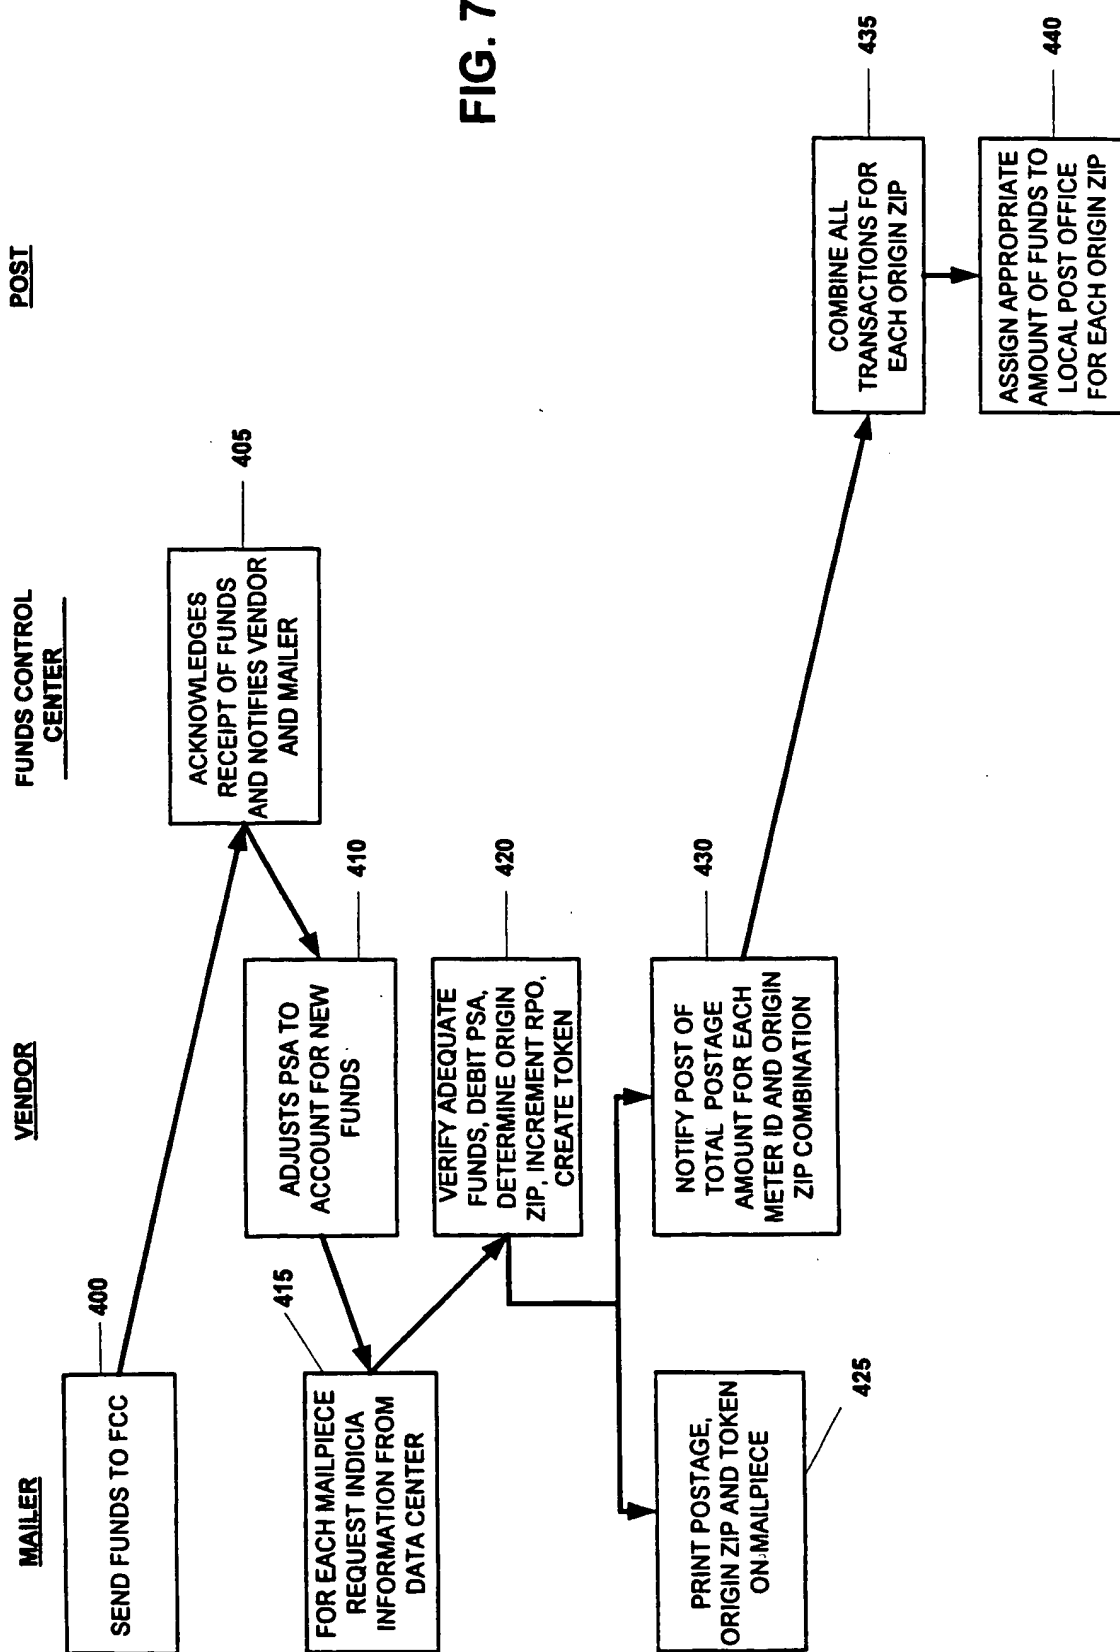 MAILER
VENDOR
FUNDS CONTROL
CENTER
POST
400
SEND FUNDS TO FCC
405
ACKNOWLEDGES
RECEIPT OF FUNDS
AND NOTIFIES VENDOR
AND MAILER
410
ADJUSTS PSA TO
ACCOUNT FOR NEW
FUNDS
415
FOR EACH MAILPIECE
REQUEST INDICIA
INFORMATION FROM
DATA CENTER
420
VERIFY ADEQUATE
FUNDS, DEBIT PSA,
DETERMINE ORIGIN
ZIP, INCREMENT RPO,
CREATE TOKEN
425
PRINT POSTAGE,
ORIGIN ZIP AND TOKEN
ON MAILPIECE
430
NOTIFY POST OF
TOTAL POSTAGE
AMOUNT FOR EACH
METER ID AND ORIGIN
ZIP COMBINATION
435
COMBINE ALL
TRANSACTIONS FOR
EACH ORIGIN ZIP
440
ASSIGN APPROPRIATE
AMOUNT OF FUNDS TO
LOCAL POST OFFICE
FOR EACH ORIGIN ZIP
FIG. 7